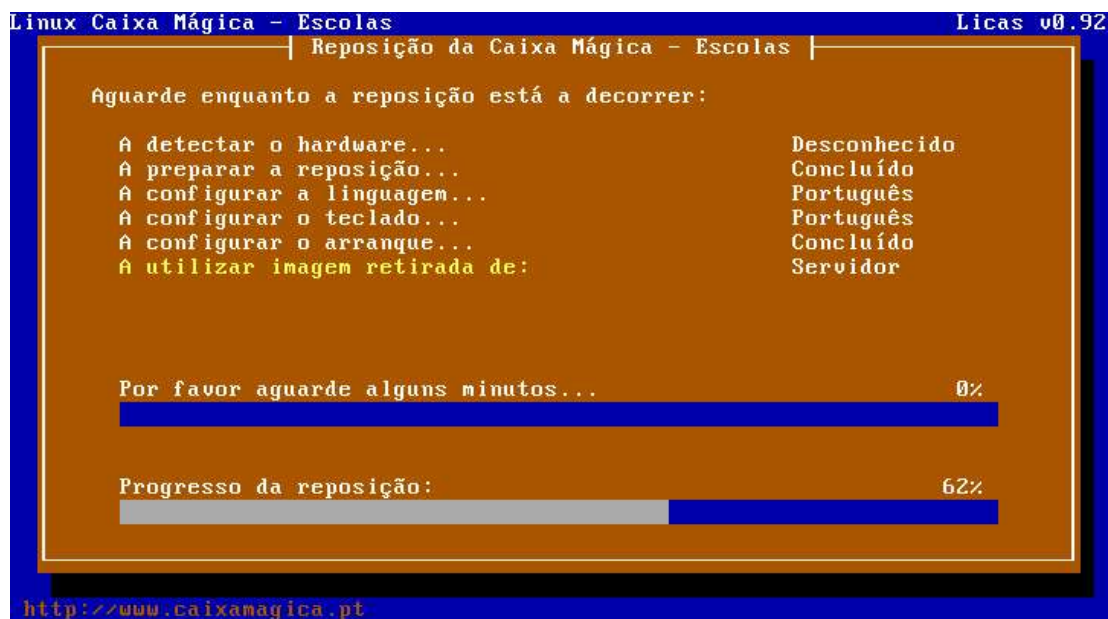 Linux Caixa Mágica - Escolas Licas v0.92
Reposição da Caixa Mágica - Escolas
Aguarde enquanto a reposição está a decorrer:
A detectar o hardware... Desconhecido
A preparar a reposição... Concluído
A configurar a linguagem... Português
A configurar o teclado... Português
A configurar o arranque... Concluído
A utilizar imagem retirada de: Servidor
Por favor aguarde alguns minutos... 0%
Progresso da reposição: 62%
http://www.caixamagica.pt